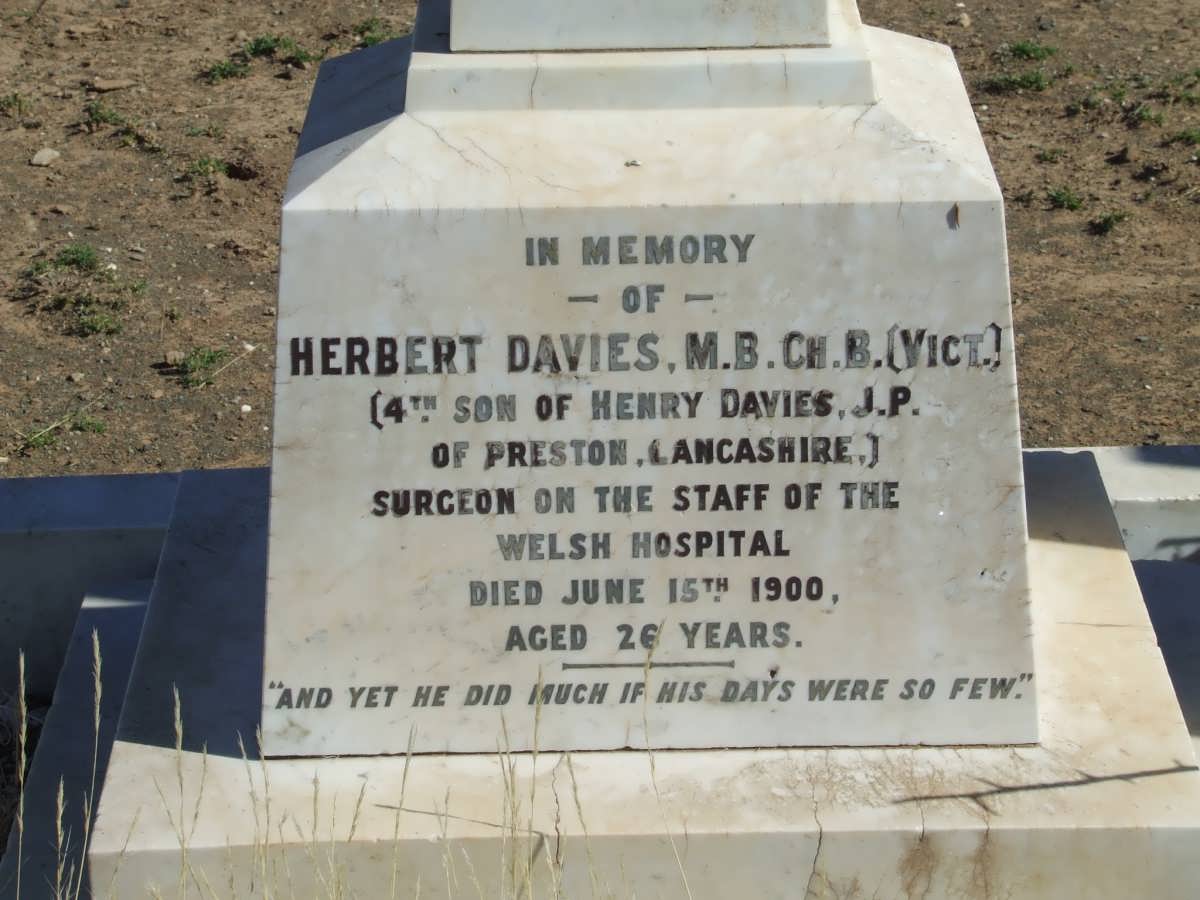 IN MEMORY
— OF —
HERBERT DAVIES, M.B. CH. B. (VICT.)
(4TH. SON OF HENRY DAVIES, J.P.
OF PRESTON, LANCASHIRE,)
SURGEON ON THE STAFF OF THE
WELSH HOSPITAL
DIED JUNE 15TH. 1900,
AGED 26 YEARS.
"AND YET HE DID MUCH IF HIS DAYS WERE SO FEW."